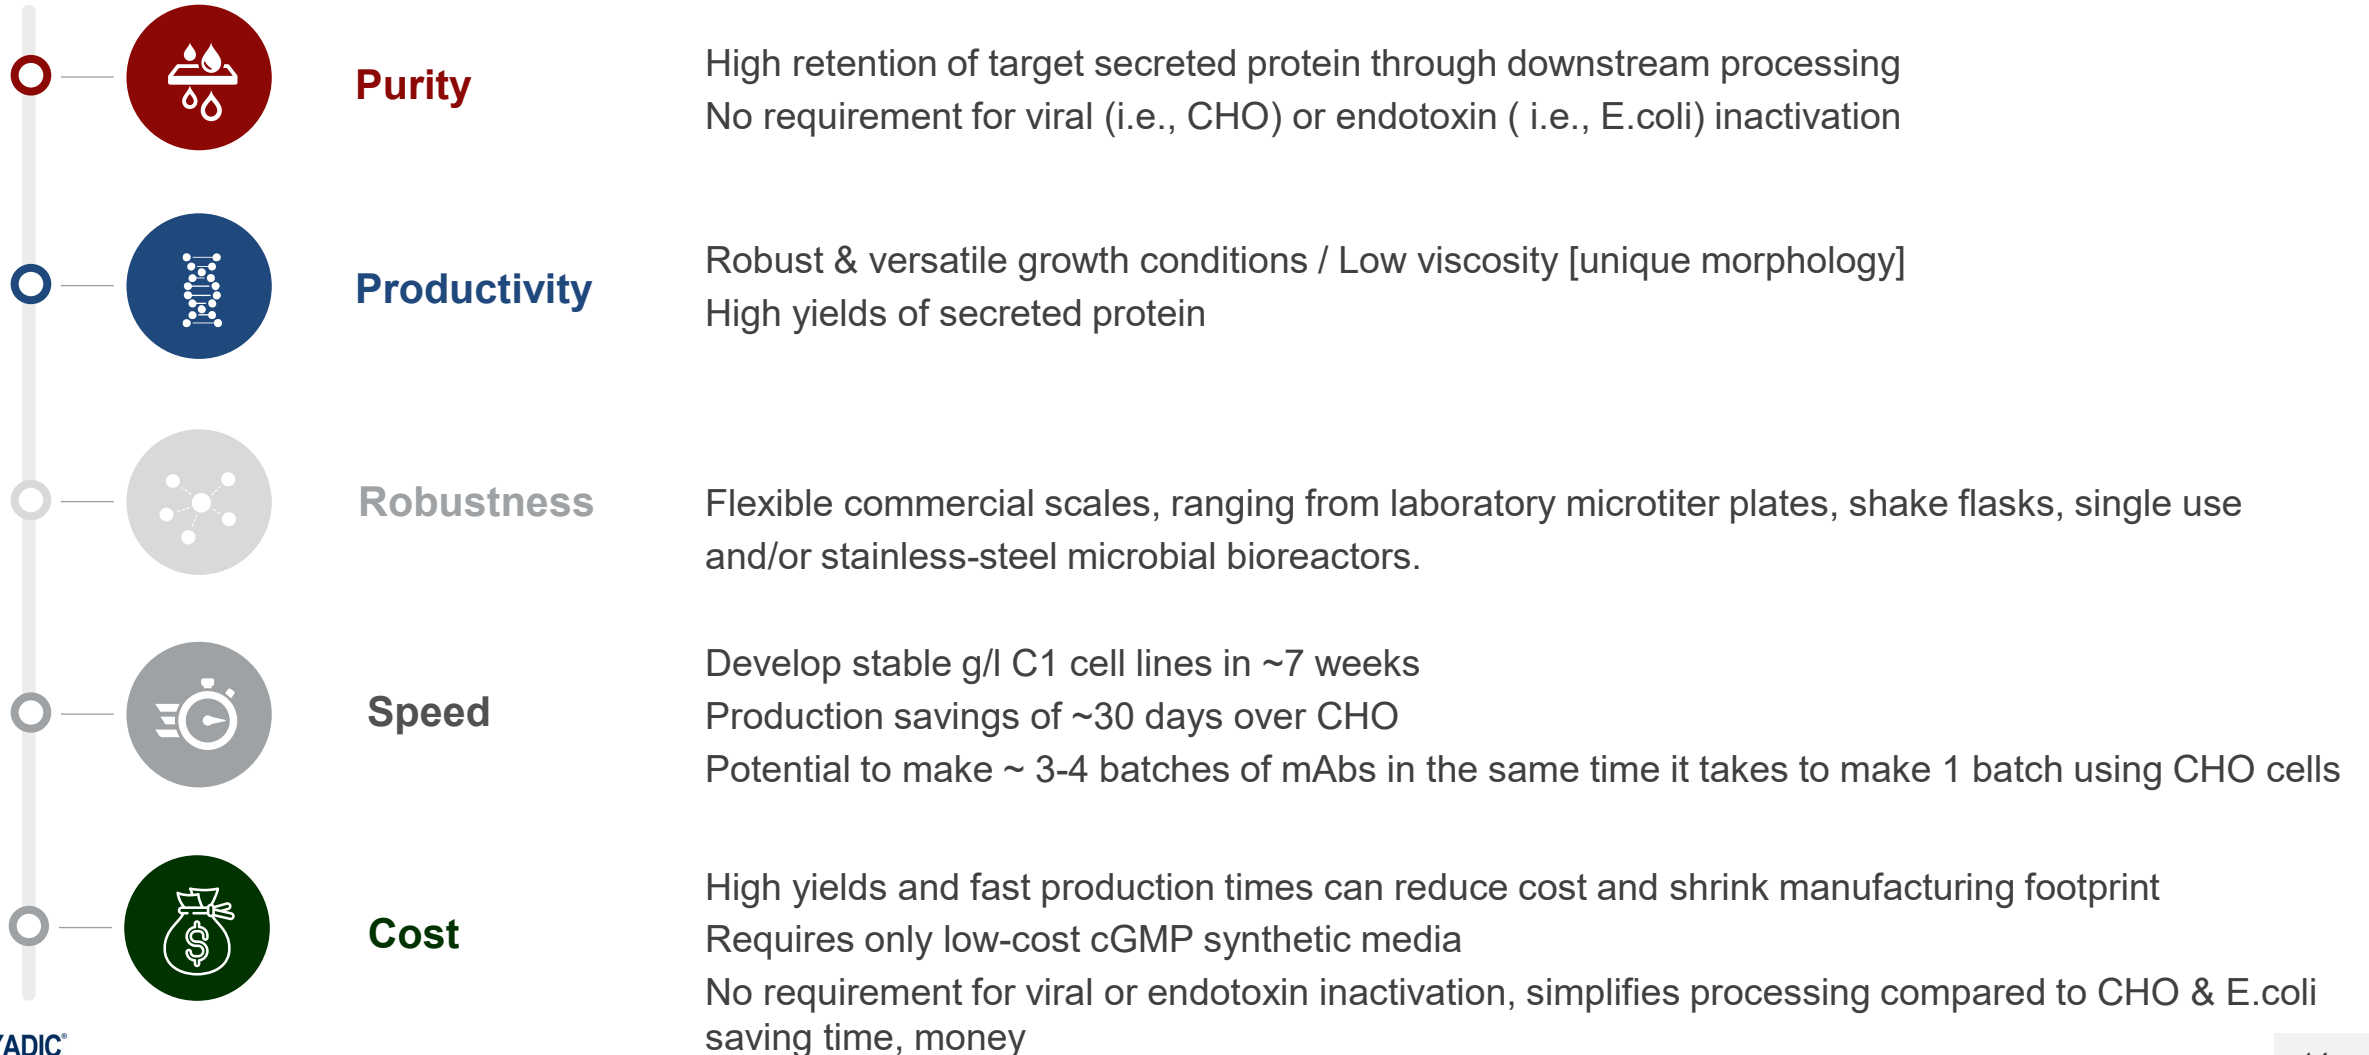 Purity
High retention of target secreted protein through downstream processing
No requirement for viral (i.e., CHO) or endotoxin ( i.e., E.coli) inactivation
Productivity
Robust & versatile growth conditions / Low viscosity [unique morphology]
High yields of secreted protein
Robustness
Flexible commercial scales, ranging from laboratory microtiter plates, shake flasks, single use
and/or stainless-steel microbial bioreactors.
Speed
Develop stable g/l C1 cell lines in ~7 weeks
Production savings of ~30 days over CHO
Potential to make ~ 3-4 batches of mAbs in the same time it takes to make 1 batch using CHO cells
$
Cost
High yields and fast production times can reduce cost and shrink manufacturing footprint
Requires only low-cost cGMP synthetic media
No requirement for viral or endotoxin inactivation, simplifies processing compared to CHO & E.coli
saving time, money
YADIC®